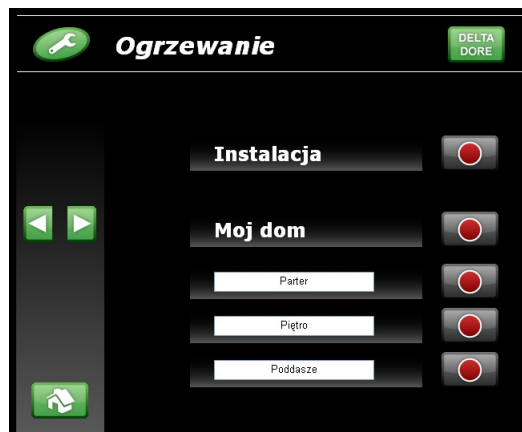 Ogrzewanie
DELTA
DORE
Instalacja
Moj dom
Parter
Piętro
Poddasze